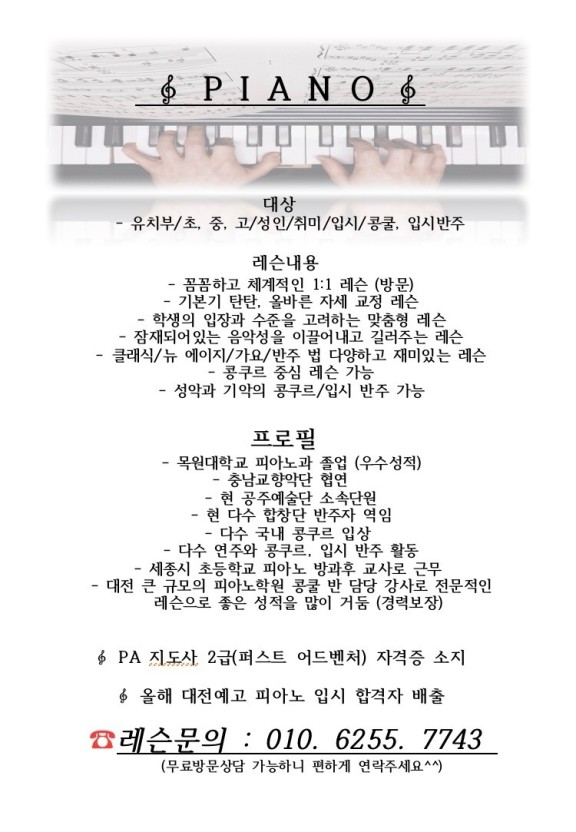 𝄞 PIANO 𝄞
대상
- 유치부/초, 중, 고/성인/취미/입시/콩쿨, 입시반주
레슨내용
- 꼼꼼하고 체계적인 1:1 레슨 (방문)
- 기본기 탄탄, 올바른 자세 교정 레슨
- 학생의 입장과 수준을 고려하는 맞춤형 레슨
- 잠재되어있는 음악성을 이끌어내고 길러주는 레슨
- 클래식/뉴 에이지/가요/반주 법 다양하고 재미있는 레슨
- 콩쿠르 중심 레슨 가능
- 성악과 기악의 콩쿠르/입시 반주 가능
프로필
- 목원대학교 피아노과 졸업 (우수성적)
- 충남교향악단 협연
- 현 공주예술단 소속단원
- 현 다수 합창단 반주자 역임
- 다수 국내 콩쿠르 입상
- 다수 연주와 콩쿠르, 입시 반주 활동
- 세종시 초등학교 피아노 방과후 교사로 근무
- 대전 큰 규모의 피아노학원 콩쿨 반 담당 강사로 전문적인
레슨으로 좋은 성적을 많이 거둠 (경력보장)
𝄞 PA 지도사 2급(퍼스트 어드벤처) 자격증 소지
𝄞 올해 대전예고 피아노 입시 합격자 배출
☎레슨문의 : 010. 6255. 7743
(무료방문상담 가능하니 편하게 연락주세요^^)